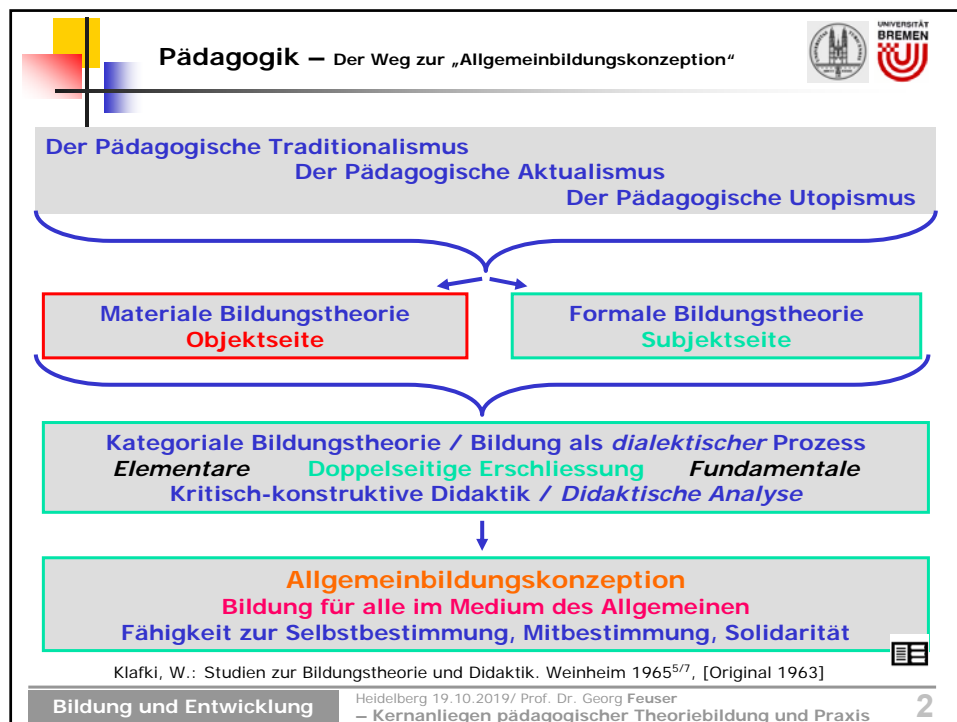 Pädagogik – Der Weg zur „Allgemeinbildungskonzeption“
UNIVERSITÄT
BREMEN
Der Pädagogische Traditionalismus
Der Pädagogische Aktualismus
Der Pädagogische Utopismus
Materiale Bildungstheorie
Objektseite
Formale Bildungstheorie
Subjektseite
Kategoriale Bildungstheorie / Bildung als dialektischer Prozess
Elementare Doppelseitige Erschliessung Fundamentale
Kritisch-konstruktive Didaktik / Didaktische Analyse
Allgemeinbildungskonzeption
Bildung für alle im Medium des Allgemeinen
Fähigkeit zur Selbstbestimmung, Mitbestimmung, Solidarität
Klafki, W.: Studien zur Bildungstheorie und Didaktik. Weinheim 1965⁵/⁷, [Original 1963]
Bildung und Entwicklung
Heidelberg 19.10.2019/ Prof. Dr. Georg Feuser
– Kernanliegen pädagogischer Theoriebildung und Praxis
2